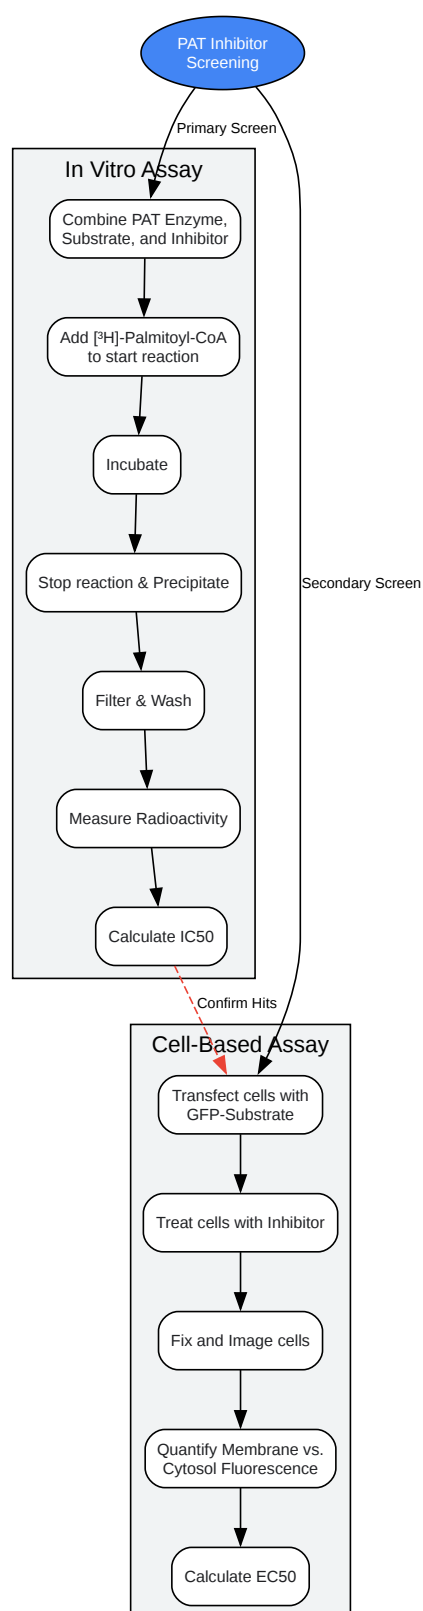 PAT Inhibitor
Screening
Primary Screen
In Vitro Assay
Combine PAT Enzyme,
Substrate, and Inhibitor
Add [³H]-Palmitoyl-CoA
to start reaction
Incubate
Stop reaction & Precipitate
Secondary Screen
Filter & Wash
Measure Radioactivity
Calculate IC50
Confirm Hits
Cell-Based Assay
Transfect cells with
GFP-Substrate
Treat cells with Inhibitor
Fix and Image cells
Quantify Membrane vs.
Cytosol Fluorescence
Calculate EC50